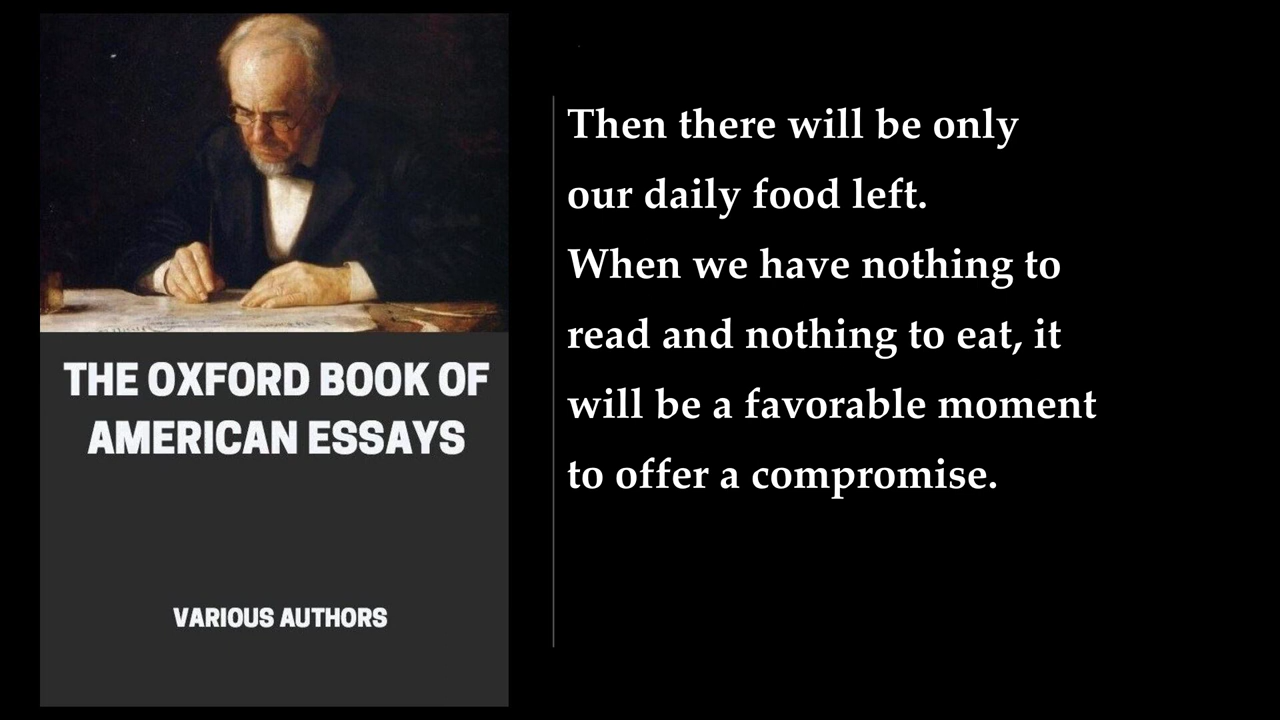 THE OXFORD BOOK OF
AMERICAN ESSAYS
VARIOUS AUTHORS
Then there will be only
our daily food left.
When we have nothing to
read and nothing to eat, it
will be a favorable moment
to offer a compromise.